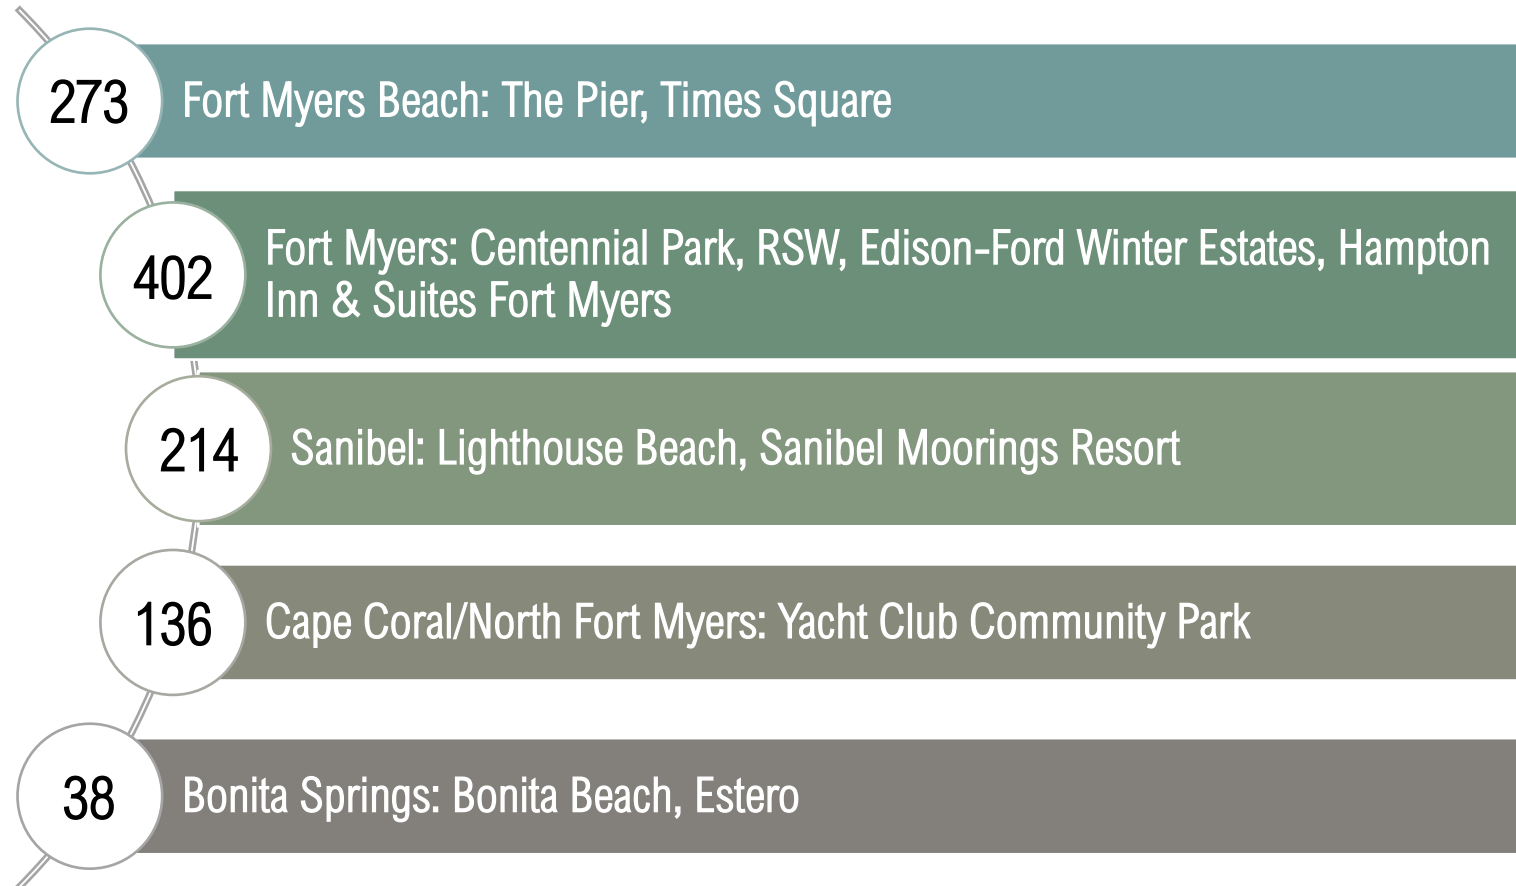 273
Fort Myers Beach: The Pier, Times Square
402
Fort Myers: Centennial Park, RSW, Edison-Ford Winter Estates, Hampton
Inn & Suites Fort Myers
214
Sanibel: Lighthouse Beach, Sanibel Moorings Resort
136
Cape Coral/North Fort Myers: Yacht Club Community Park
38
Bonita Springs: Bonita Beach, Estero